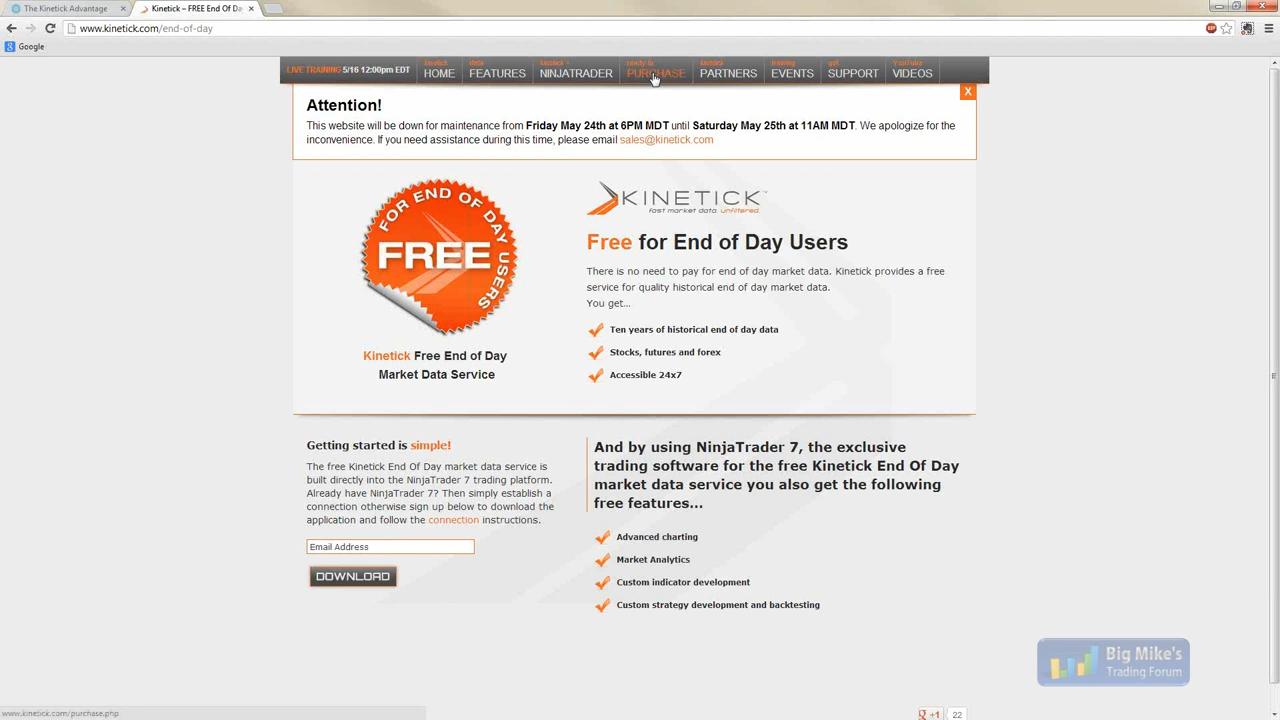 The Kinetick Advantage
Kinetick – FREE End Of Da
www.kinetick.com/end-of-day
Google
LIVE TRAINING 5/16 12:00pm EDT
kinetick
HOME
data
FEATURES
kinetick +
NINJATRADER
ready to
PURCHASE
kinetick
PARTNERS
training
EVENTS
get
SUPPORT
YouTube
VIDEOS
X
Attention!
This website will be down for maintenance from Friday May 24th at 6PM MDT until Saturday May 25th at 11AM MDT. We apologize for the
inconvenience. If you need assistance during this time, please email sales@kinetick.com
FOR END OF DAY
FREE
USERS
Kinetick Free End of Day
Market Data Service
KINETICK
fast market data. unfiltered.
Free for End of Day Users
There is no need to pay for end of day market data. Kinetick provides a free
service for quality historical end of day market data.
You get...
Ten years of historical end of day data
Stocks, futures and forex
Accessible 24x7
Getting started is simple!
The free Kinetick End Of Day market data service is
built directly into the NinjaTrader 7 trading platform.
Already have NinjaTrader 7? Then simply establish a
connection otherwise sign up below to download the
application and follow the connection instructions.
Email Address
DOWNLOAD
And by using NinjaTrader 7, the exclusive
trading software for the free Kinetick End Of Day
market data service you also get the following
free features...
Advanced charting
Market Analytics
Custom indicator development
Custom strategy development and backtesting
Big Mike's
Trading Forum
www.kinetick.com/purchase.php
+1
22